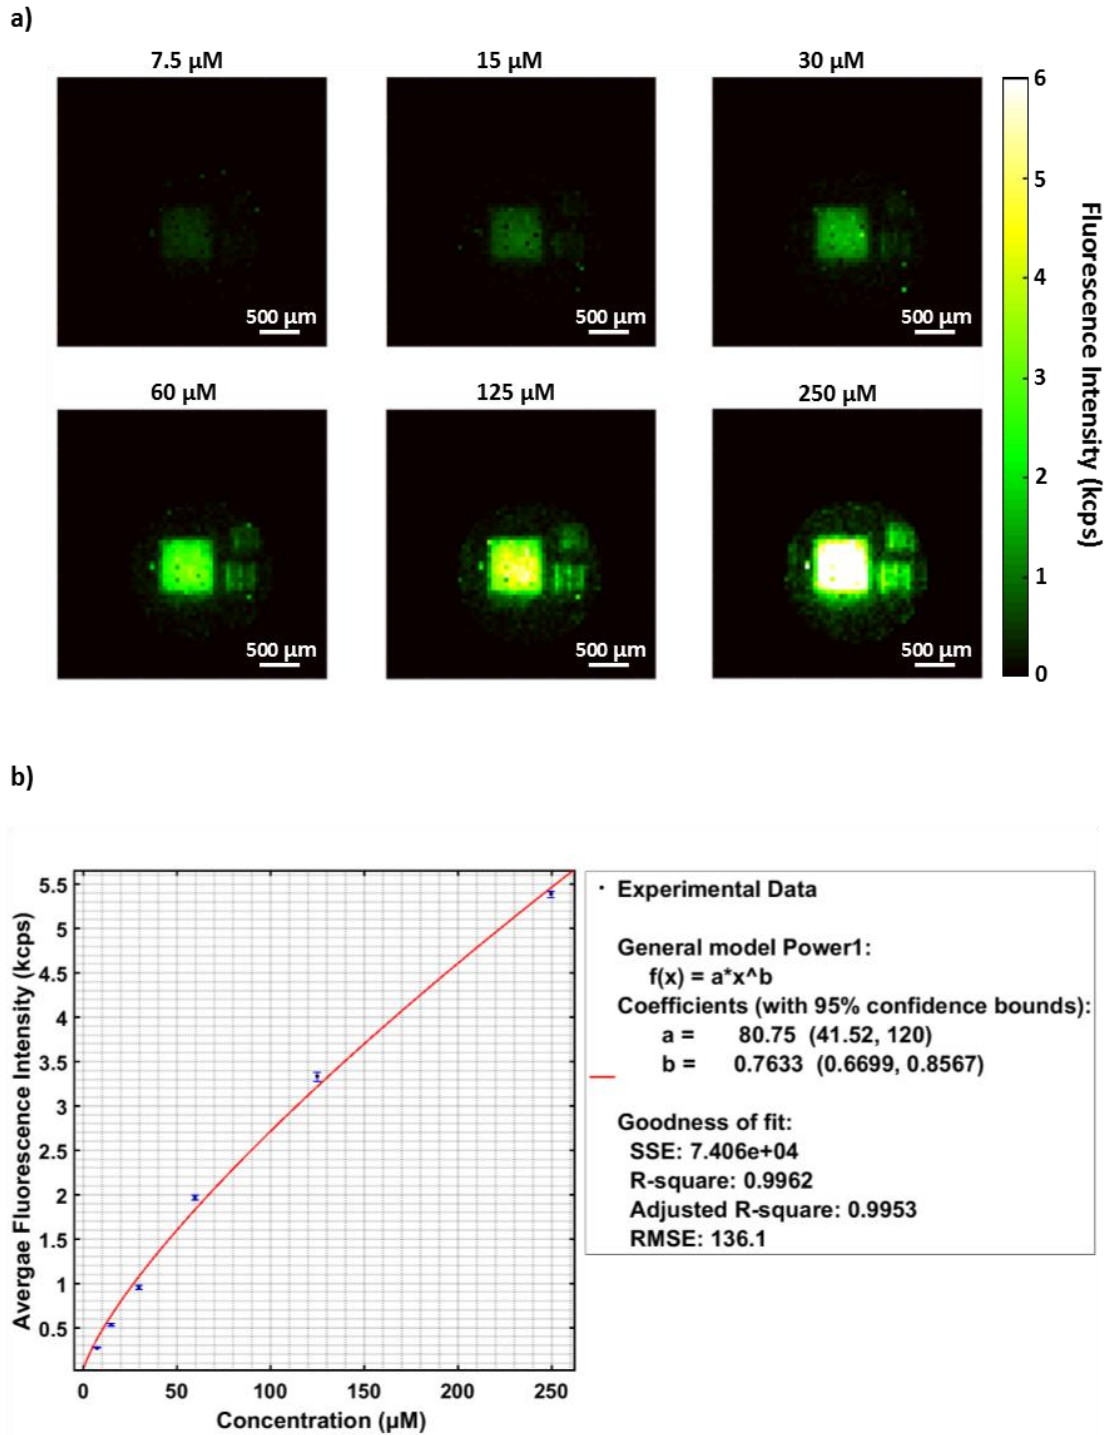 a)
7.5 µM
15 µM
30 µM
500 µm
500 µm
500 µm
60 µM
125 µM
250 µM
500 µm
500 µm
500 µm
6
5
4
3
2
1
0
Fluorescence Intensity (kcps)
b)
5.5
5
4.5
4
3.5
3
2.5
2
1.5
1
0.5
Avergae Fluorescence Intensity (kcps)
0 50 100 150 200 250
Concentration (µM)
Experimental Data
General model Power1:
f(x) = a*x^b
Coefficients (with 95% confidence bounds):
a = 80.75 (41.52, 120)
b = 0.7633 (0.6699, 0.8567)
Goodness of fit:
SSE: 7.406e+04
R-square: 0.9962
Adjusted R-square: 0.9953
RMSE: 136.1